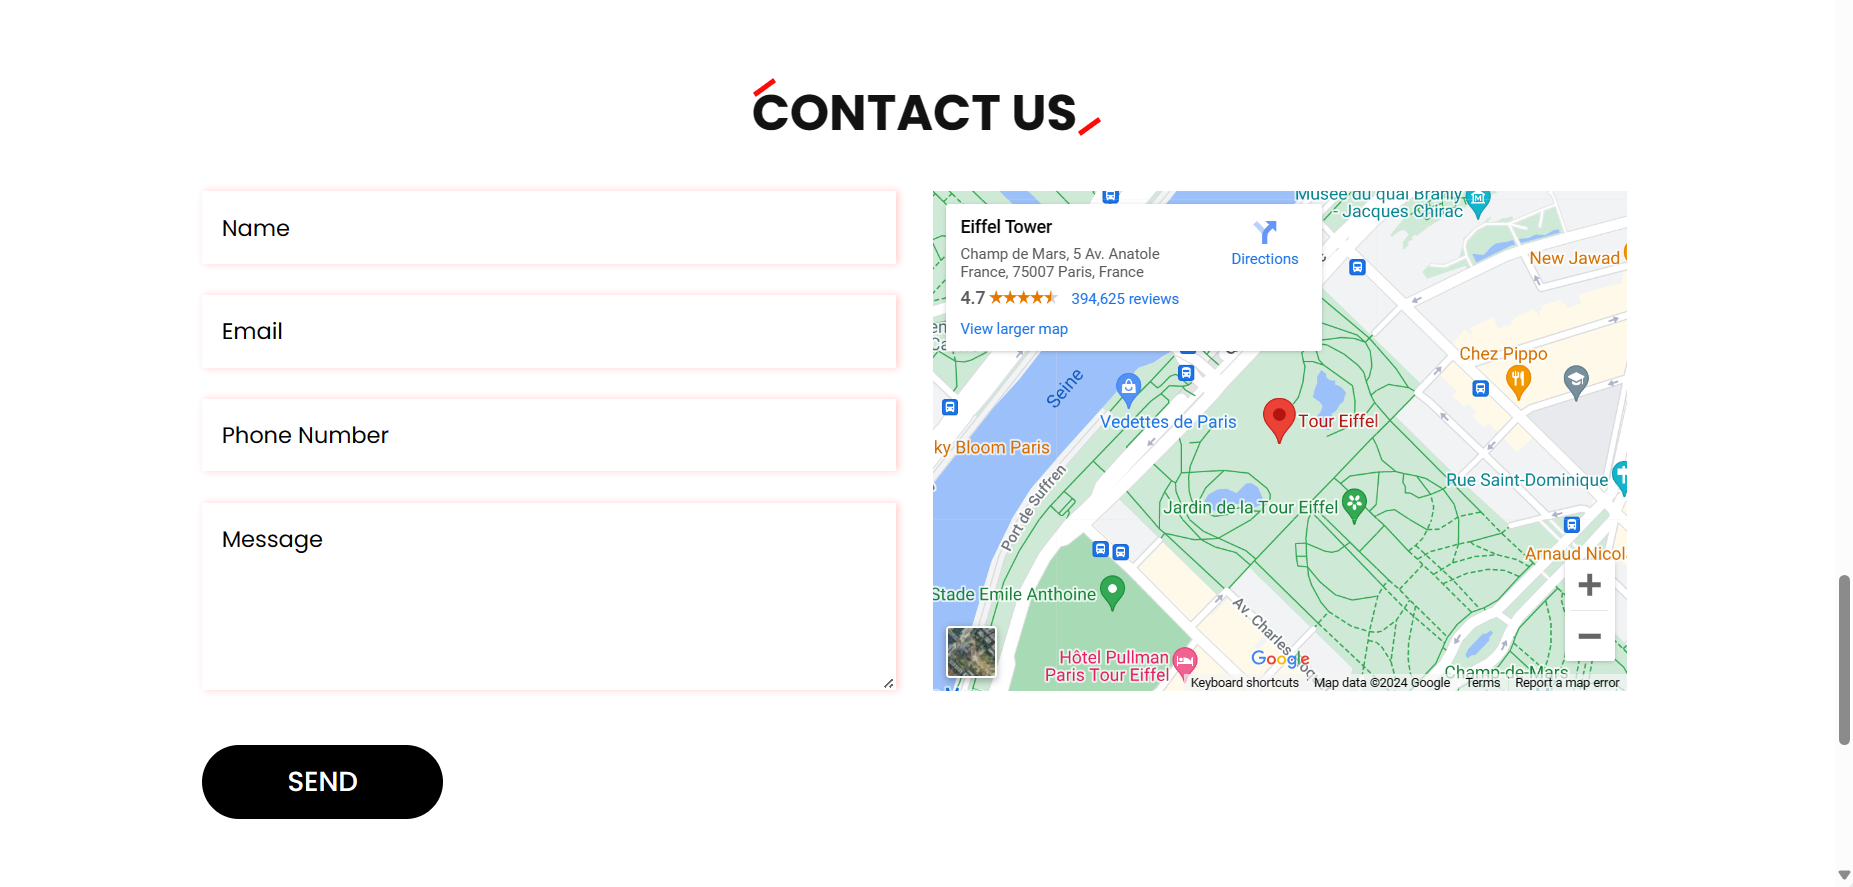 CONTACT US
Name
Email
Phone Number
Message
SEND
Musée du quai Branly
- Jacques Chirac
Eiffel Tower
Champ de Mars, 5 Av. Anatole
France, 75007 Paris, France
4.7
394,625 reviews
View larger map
Directions
New Jawad
Chez Pippo
Seine
Vedettes de Paris
Tour Eiffel
ky Bloom Paris
Rue Saint-Dominique
Port de Suffren
Jardin de la Tour Eiffel
Arnaud Nicol
Stade Emile Anthoine
Av. Charles
Hôtel Pullman
Paris Tour Eiffel
Google
Champ-de-Mars
Keyboard shortcuts
Map data ©2024 Google
Terms
Report a map error